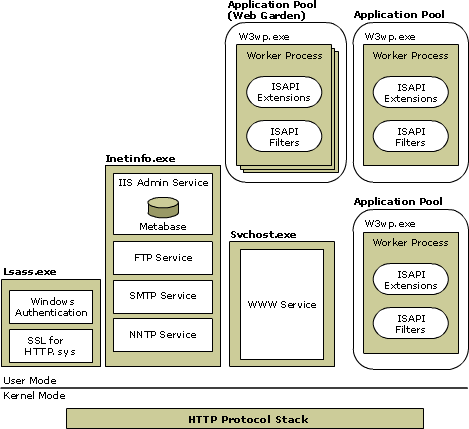 Application Pool
(Web Garden)
W3wp.exe
Worker Process
ISAPI
Extensions
ISAPI
Filters
Application Pool
W3wp.exe
Worker Process
ISAPI
Extensions
ISAPI
Filters
Inetinfo.exe
IIS Admin Service
Metabase
FTP Service
SMTP Service
NNTP Service
Svchost.exe
WWW Service
Application Pool
W3wp.exe
Worker Process
ISAPI
Extensions
ISAPI
Filters
Lsass.exe
Windows
Authentication
SSL for
HTTP.sys
User Mode
Kernel Mode
HTTP Protocol Stack